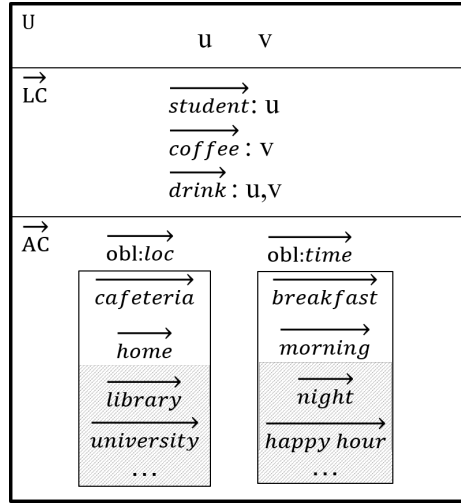 U
u v
LC
student: u
coffee: v
drink: u,v
AC
obl:loc obl:time
cafeteria breakfast
home morning
library night
university happy hour
... ...